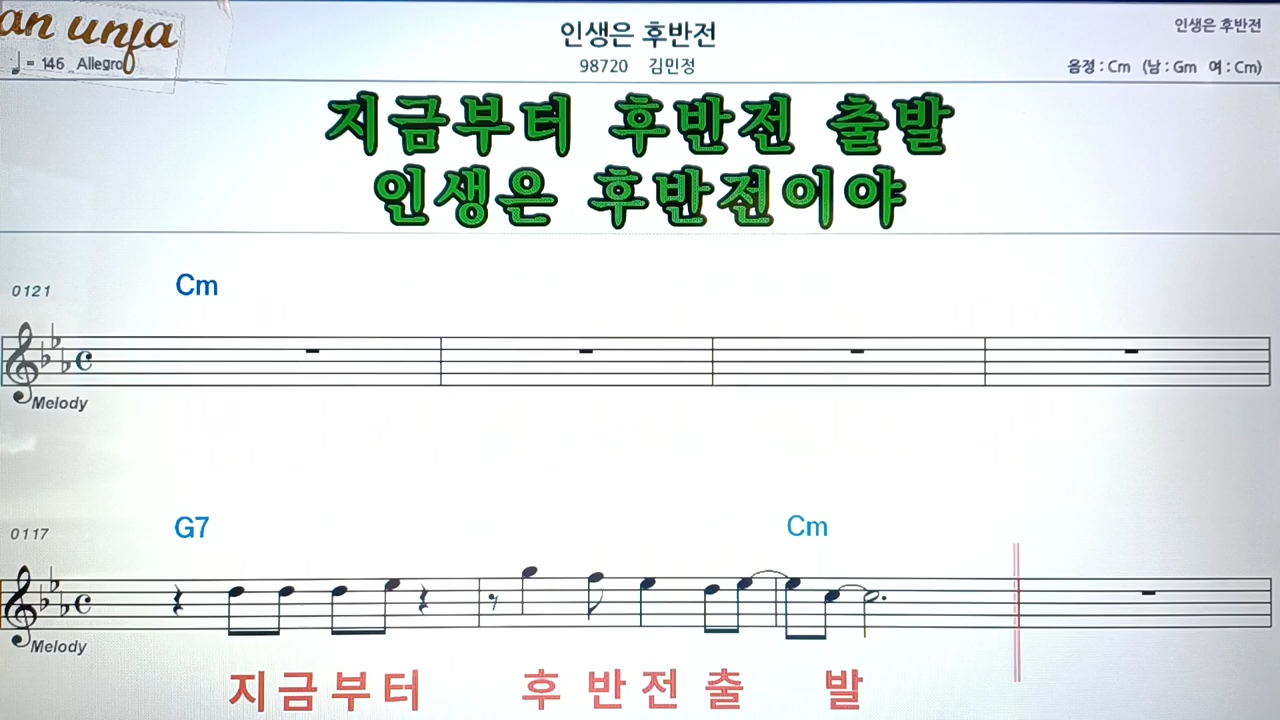 an unfa
♩ = 146 Allegro
인생은 후반전
98720 김민정
인생은 후반전
음정 : Cm (남 : Gm 여 : Cm)
지금부터 후반전 출발
인생은 후반전이야
0121
Cm
Melody
0117
G7 Cm
Melody
지금부터 후반전출 발